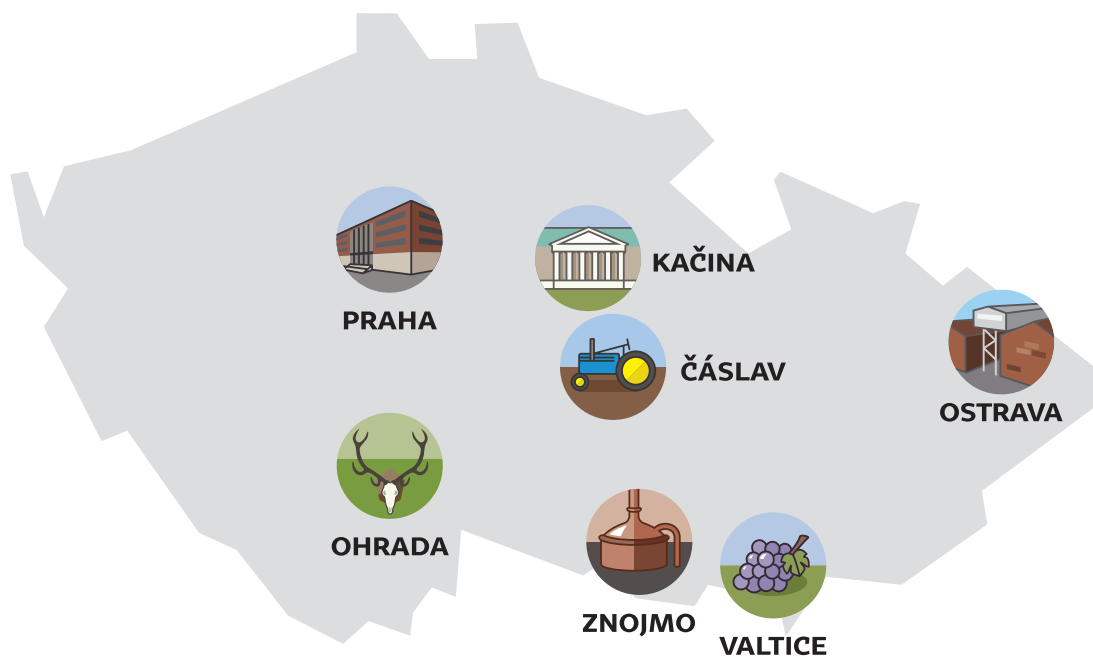 KAČINA
PRAHA
ČÁSLAV
OSTRAVA
OHRADA
ZNOJMO
VALTICE